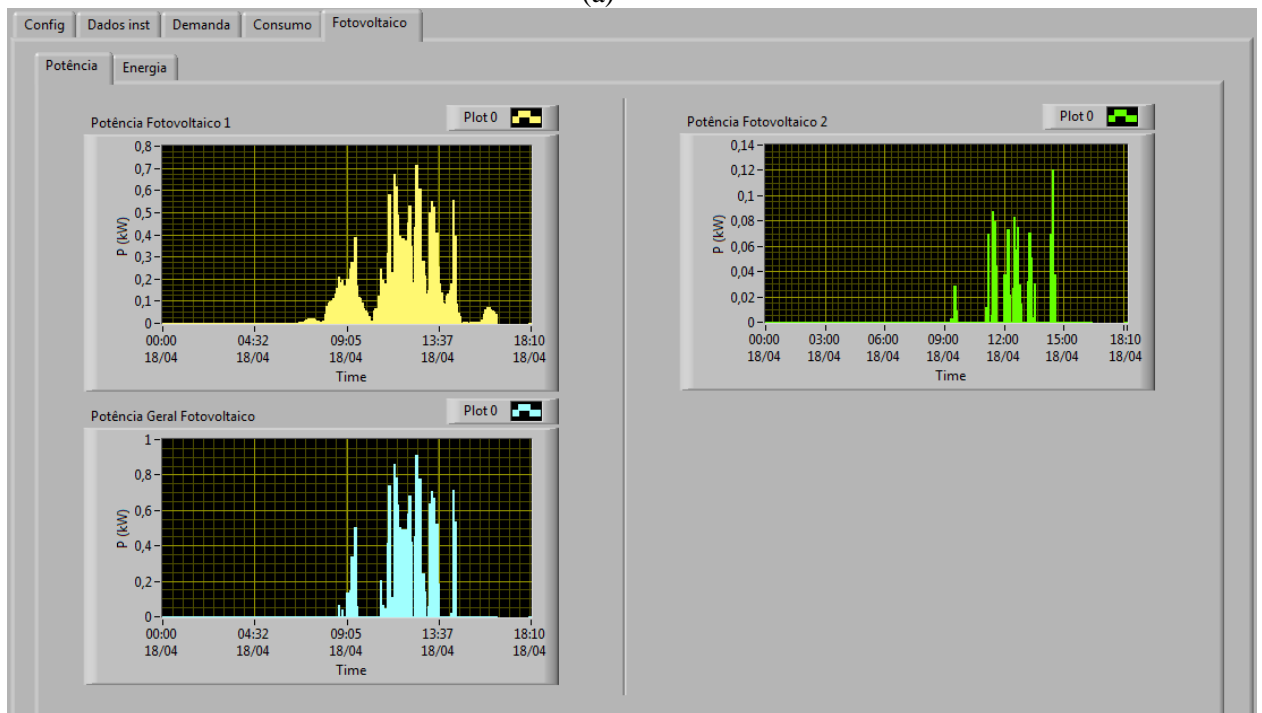 (a)
Config Dados inst Demanda Consumo Fotovoltaico
Potência Energia
Potência Fotovoltaico 1 Plot 0
0,8
0,7
0,6
0,5
0,4
0,3
0,2
0,1
0
P (kW)
00:00 04:32 09:05 13:37 18:10
18/04 18/04 18/04 18/04 18/04
Time
Potência Fotovoltaico 2 Plot 0
0,14
0,12
0,1
0,08
0,06
0,04
0,02
0
P (kW)
00:00 03:00 06:00 09:00 12:00 15:00 18:10
18/04 18/04 18/04 18/04 18/04 18/04 18/04
Time
Potência Geral Fotovoltaico Plot 0
1
0,8
0,6
0,4
0,2
0
P (kW)
00:00 04:32 09:05 13:37 18:10
18/04 18/04 18/04 18/04 18/04
Time